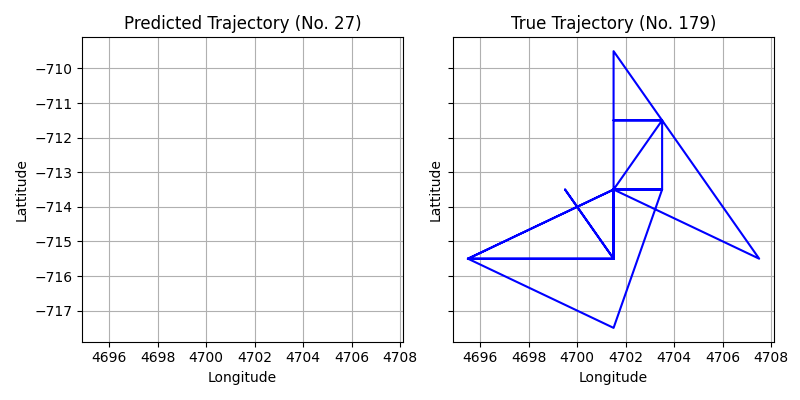 Predicted Trajectory (No. 27)
−710
−711
−712
−713
−714
−715
−716
−717
Lattitude
4696 4698 4700 4702 4704 4706 4708
Longitude
True Trajectory (No. 179)
Lattitude
4696 4698 4700 4702 4704 4706 4708
Longitude